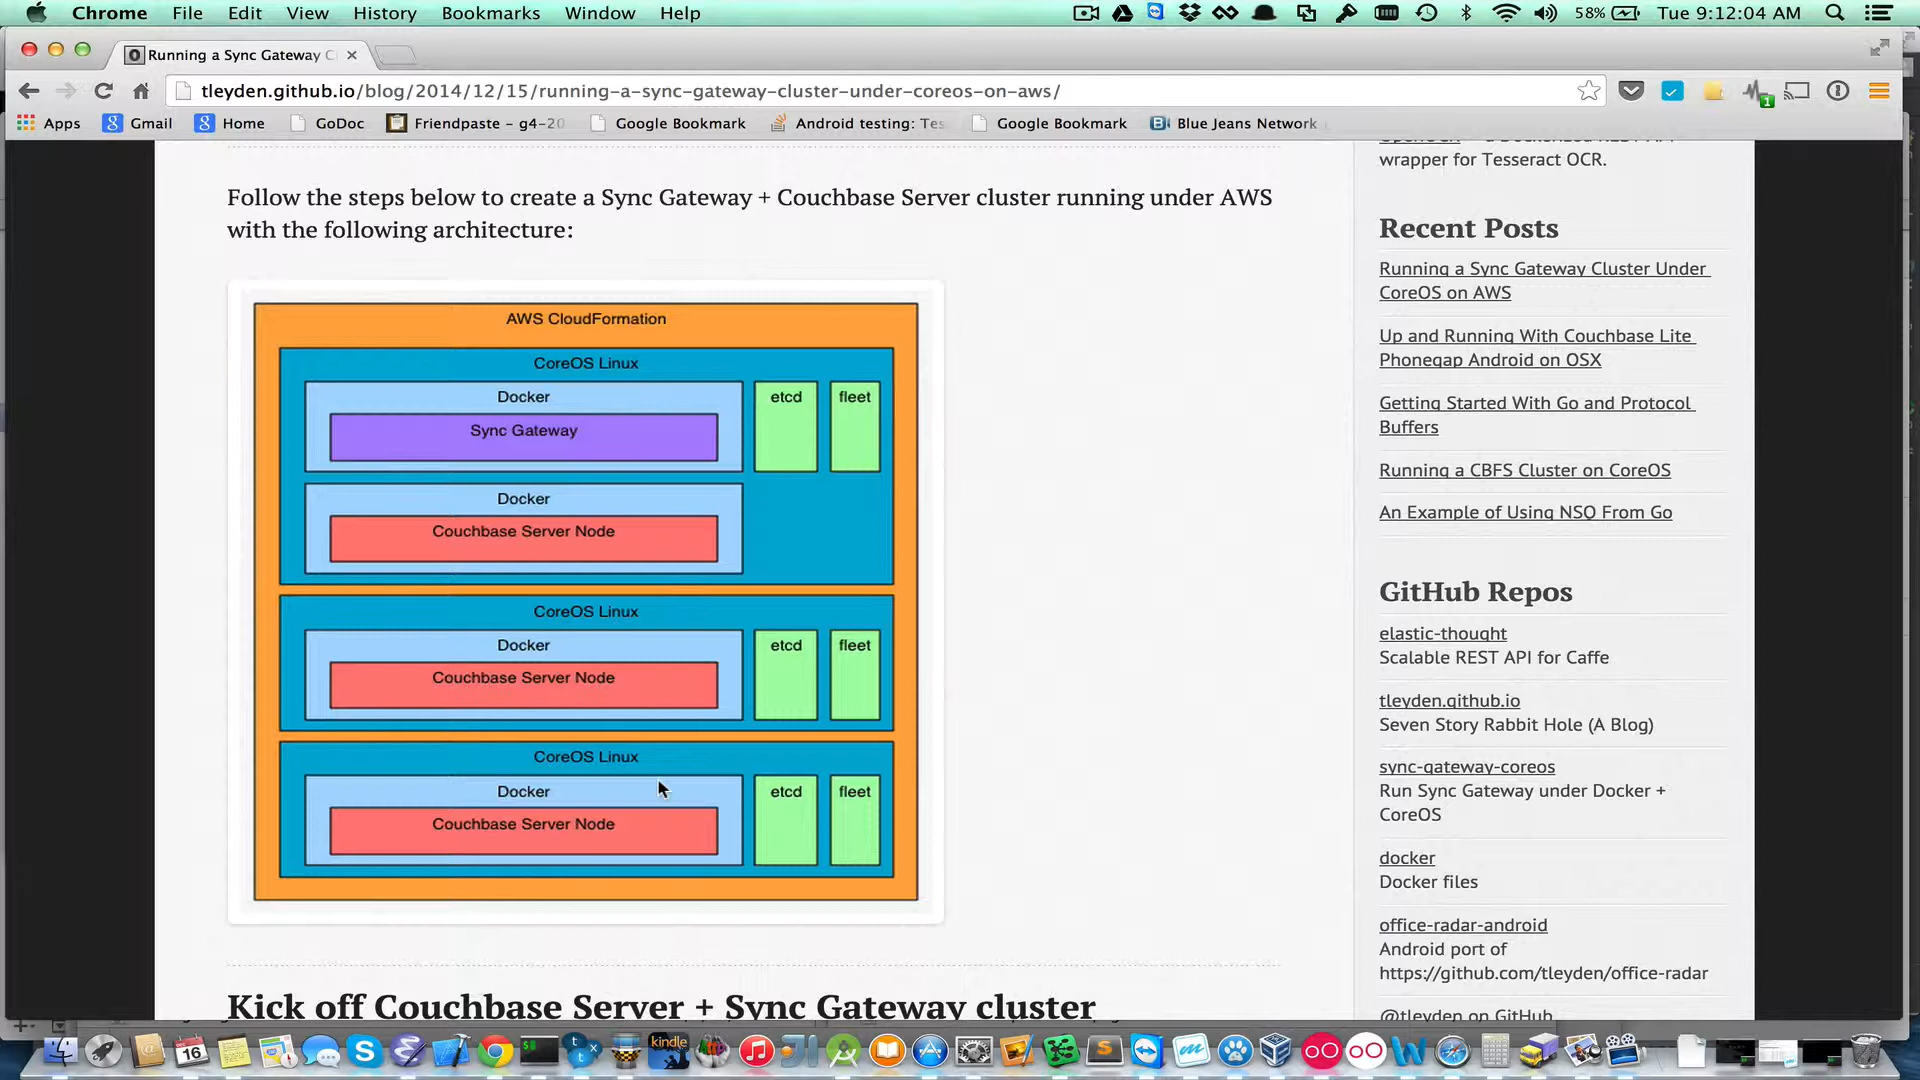 Chrome File Edit View History Bookmarks Window Help 58% Tue 9:12:04 AM
Running a Sync Gateway C
tleyden.github.io/blog/2014/12/15/running-a-sync-gateway-cluster-under-coreos-on-aws/
Apps Gmail Home GoDoc Friendpaste - g4-20 Google Bookmark Android testing: Tes Google Bookmark Blue Jeans Network
Follow the steps below to create a Sync Gateway + Couchbase Server cluster running under AWS
with the following architecture:
AWS CloudFormation
CoreOS Linux
Docker
etcd
fleet
Sync Gateway
Docker
Couchbase Server Node
CoreOS Linux
Docker
etcd
fleet
Couchbase Server Node
CoreOS Linux
Docker
etcd
fleet
Couchbase Server Node
Kick off Couchbase Server + Sync Gateway cluster
wrapper for Tesseract OCR.
Recent Posts
Running a Sync Gateway Cluster Under
CoreOS on AWS
Up and Running With Couchbase Lite
Phonegap Android on OSX
Getting Started With Go and Protocol
Buffers
Running a CBFS Cluster on CoreOS
An Example of Using NSQ From Go
GitHub Repos
elastic-thought
Scalable REST API for Caffe
tleyden.github.io
Seven Story Rabbit Hole (A Blog)
sync-gateway-coreos
Run Sync Gateway under Docker +
CoreOS
docker
Docker files
office-radar-android
Android port of
https://github.com/tleyden/office-radar
@tleyden on GitHub
kindle